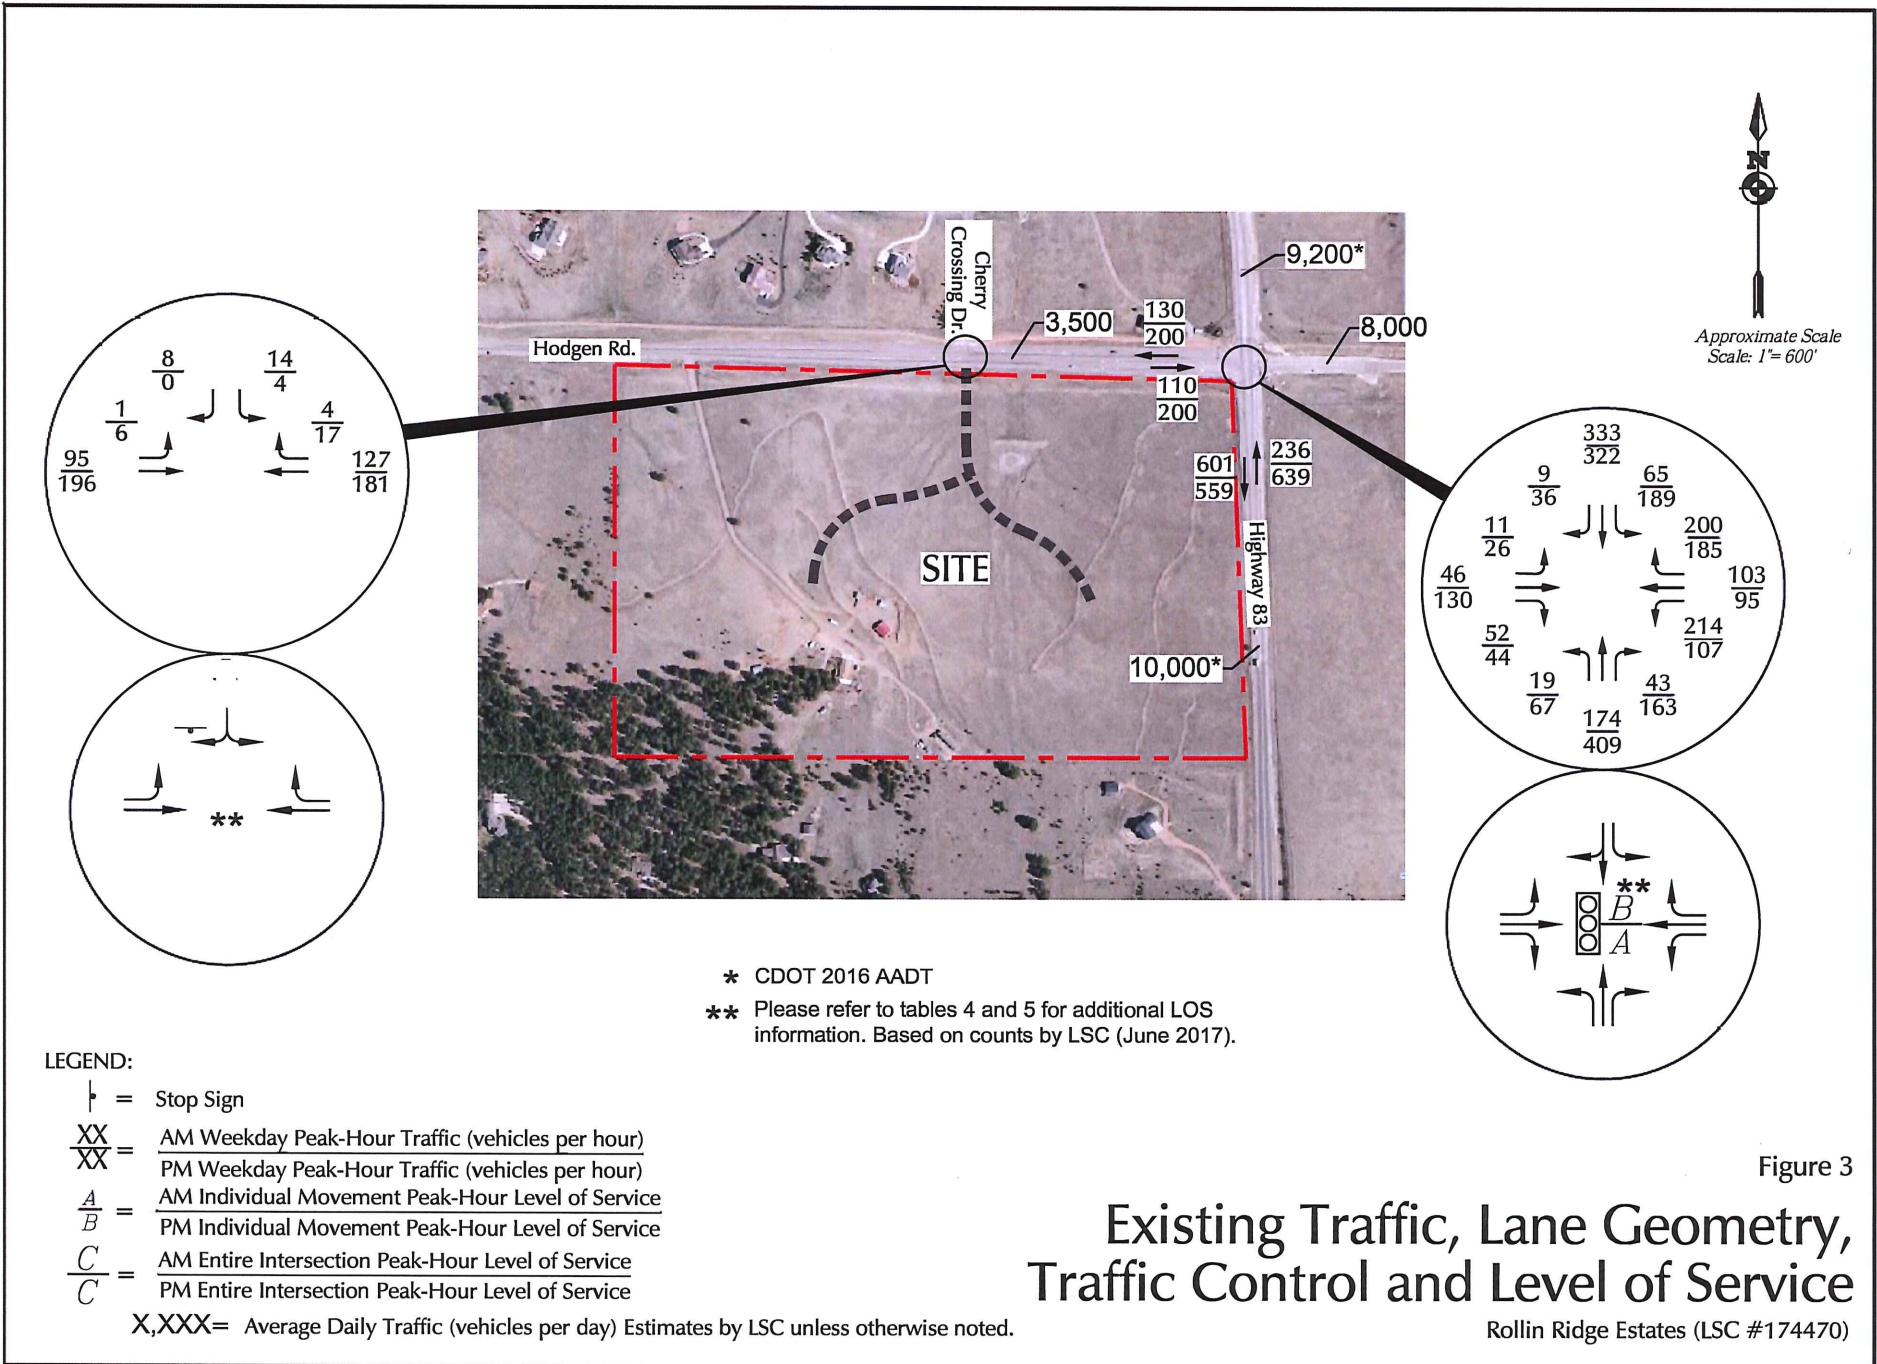 N
Approximate Scale
Scale: 1"= 600'
Cherry
Crossing Dr.
9,200*
3,500
130
200
8,000
Hodgen Rd.
110
200
601
559
236
639
Highway 83
SITE
10,000*
8
0
14
4
1
6
4
17
95
196
127
181
**
333
322
9
36
65
189
11
26
200
185
46
130
103
95
52
44
214
107
19
67
43
163
174
409
**
B
A
* CDOT 2016 AADT
** Please refer to tables 4 and 5 for additional LOS
information. Based on counts by LSC (June 2017).
LEGEND:
= Stop Sign
XX
XX
=
AM Weekday Peak-Hour Traffic (vehicles per hour)
PM Weekday Peak-Hour Traffic (vehicles per hour)
A
B
=
AM Individual Movement Peak-Hour Level of Service
PM Individual Movement Peak-Hour Level of Service
C
C
=
AM Entire Intersection Peak-Hour Level of Service
PM Entire Intersection Peak-Hour Level of Service
X,XXX= Average Daily Traffic (vehicles per day) Estimates by LSC unless otherwise noted.
Figure 3
Existing Traffic, Lane Geometry,
Traffic Control and Level of Service
Rollin Ridge Estates (LSC #174470)